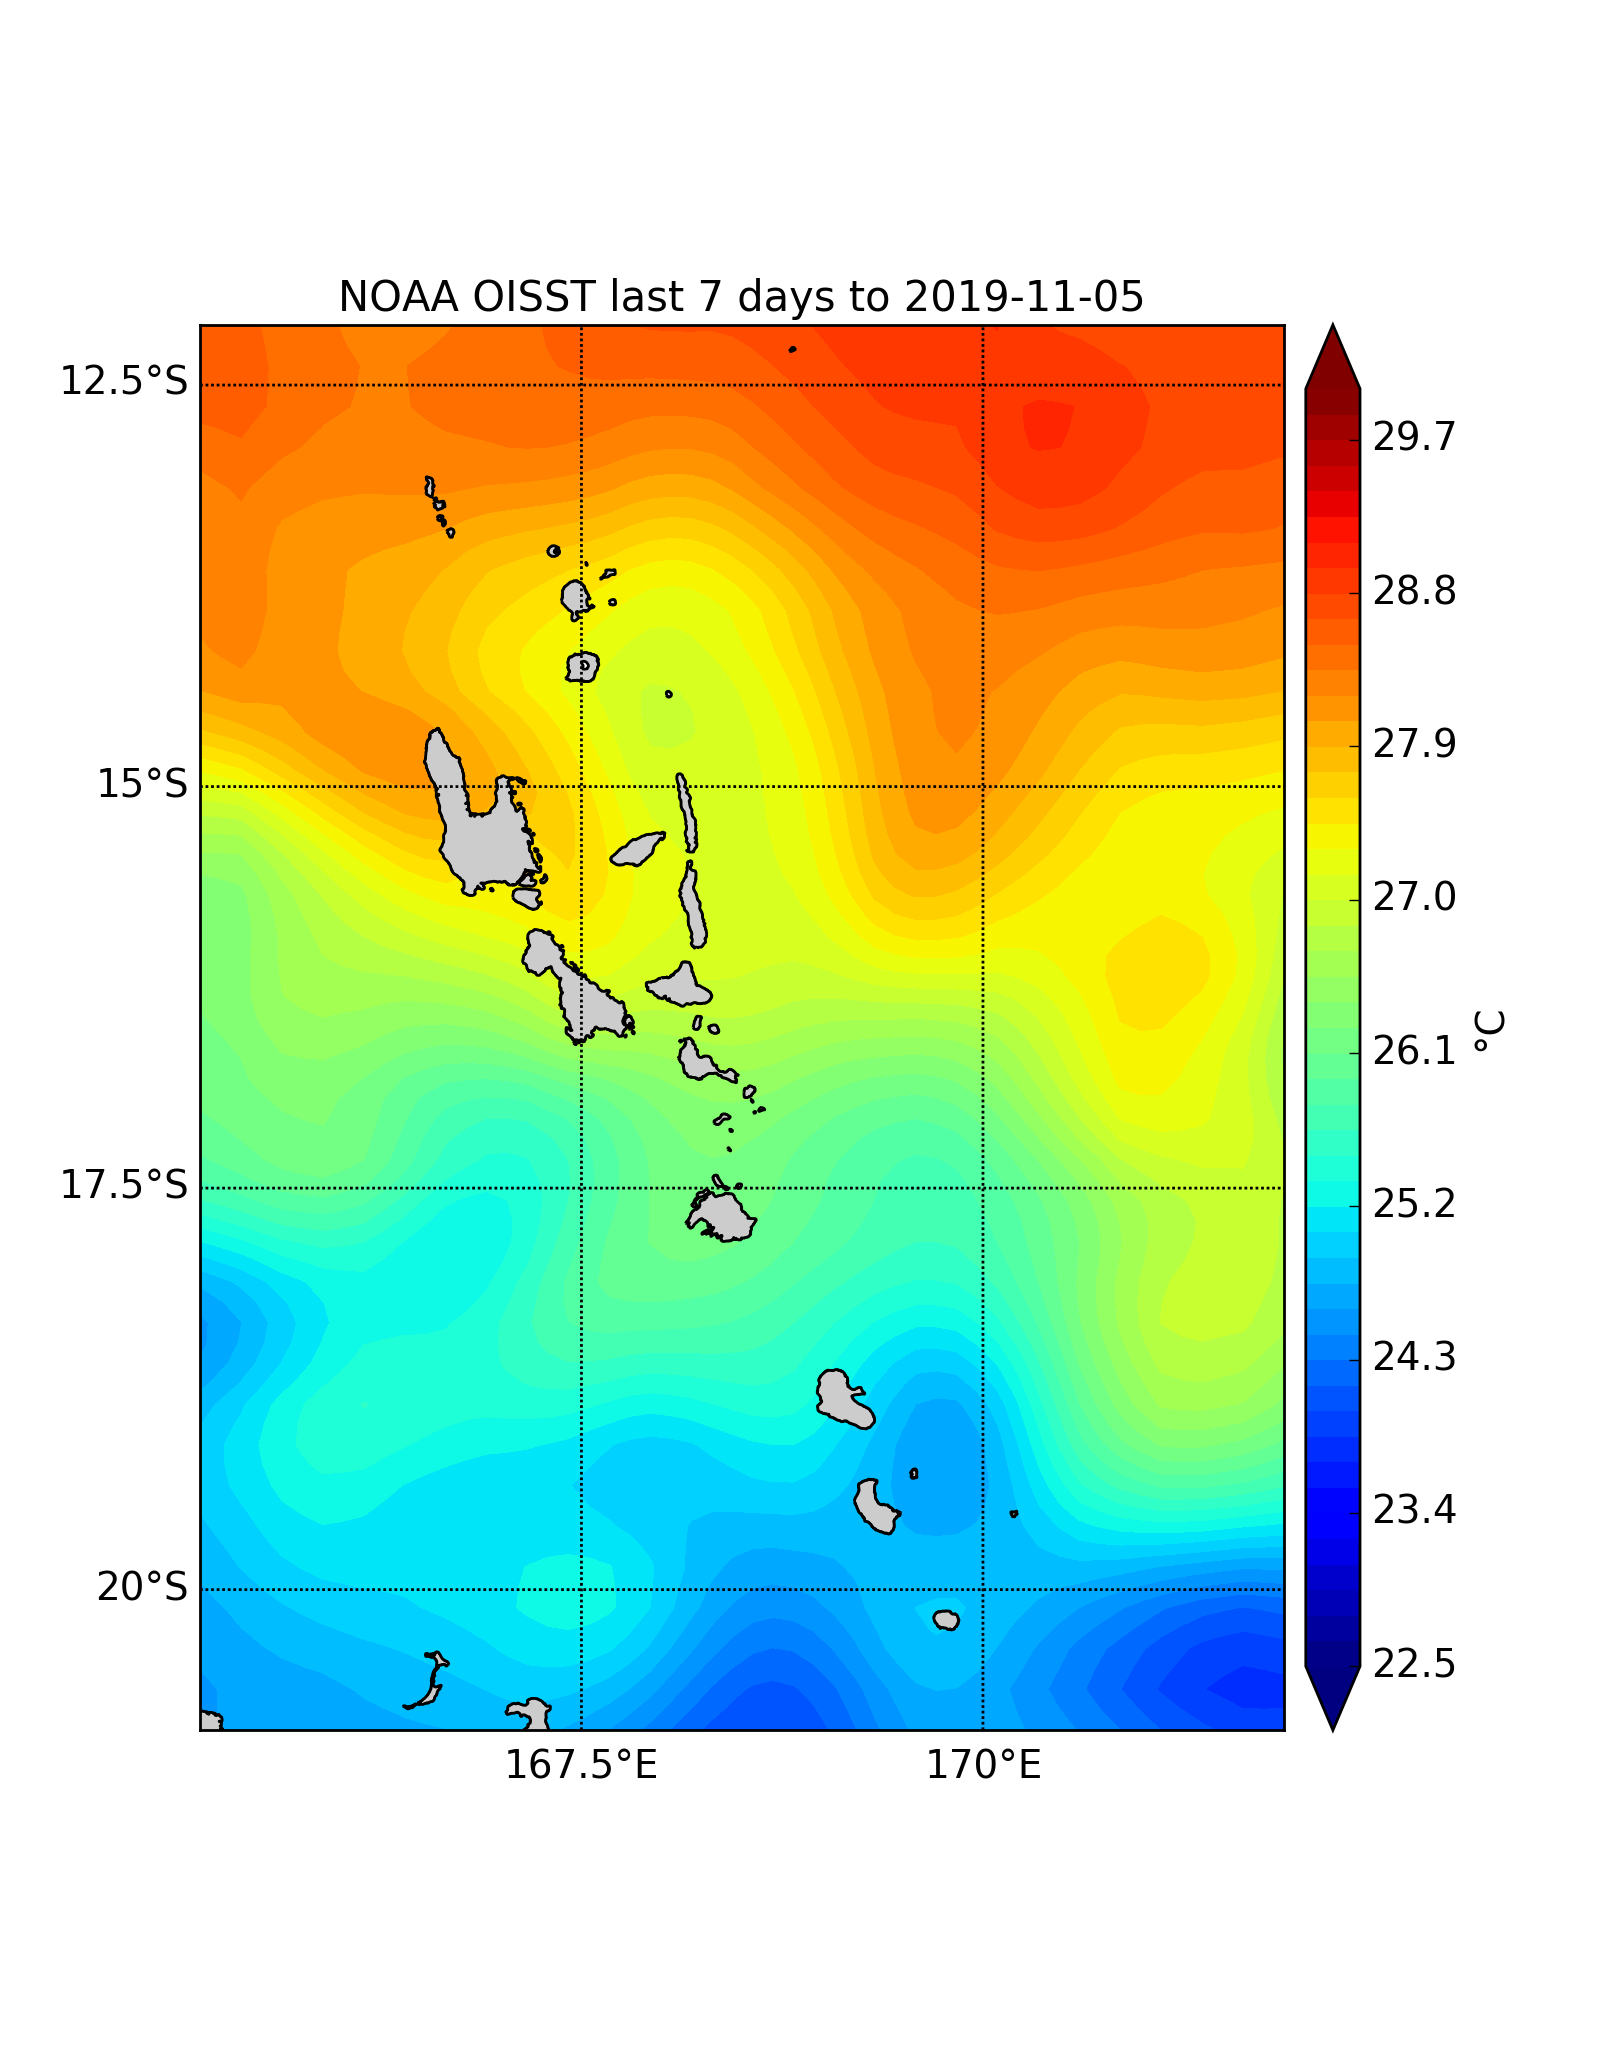 NOAA OISST last 7 days to 2019-11-05
12.5°S
15°S
17.5°S
20°S
167.5°E
170°E
29.7
28.8
27.9
27.0
26.1
25.2
24.3
23.4
22.5
°C